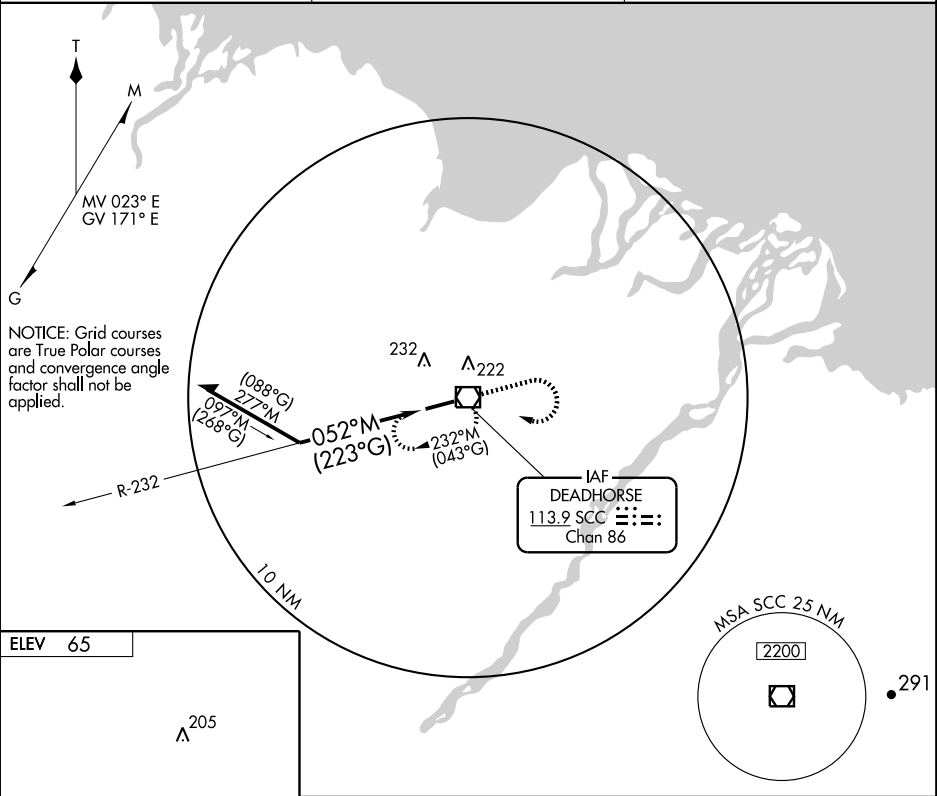 T
M
MV 023° E
GV 171° E
G
NOTICE: Grid courses
are True Polar courses
and convergence angle
factor shall not be
applied.
232
222
(088°G)
277°M
097°M
(268°G)
052°M
(223°G)
232°M
(043°G)
R-232
IAF
DEADHORSE
113.9 SCC
Chan 86
10 NM
MSA SCC 25 NM
2200
291
ELEV 65
205